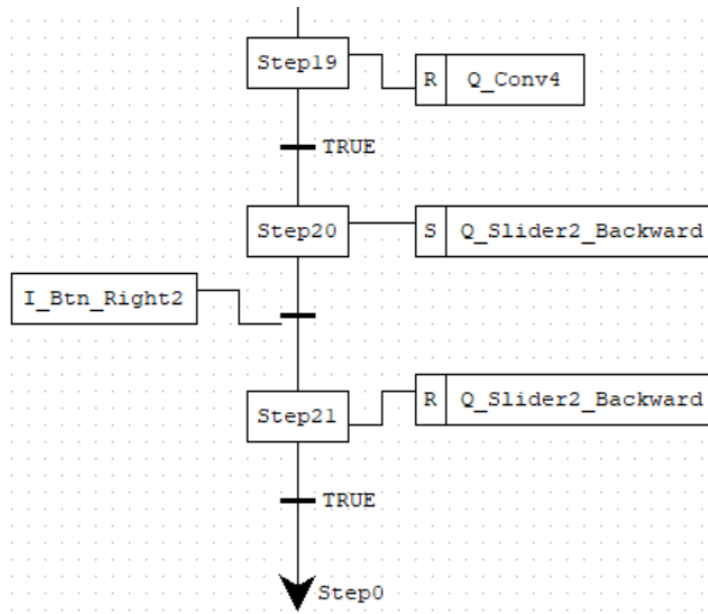 Step19
R Q_Conv4
TRUE
Step20
S Q_Slider2_Backward
I_Btn_Right2
Step21
R Q_Slider2_Backward
TRUE
Step0